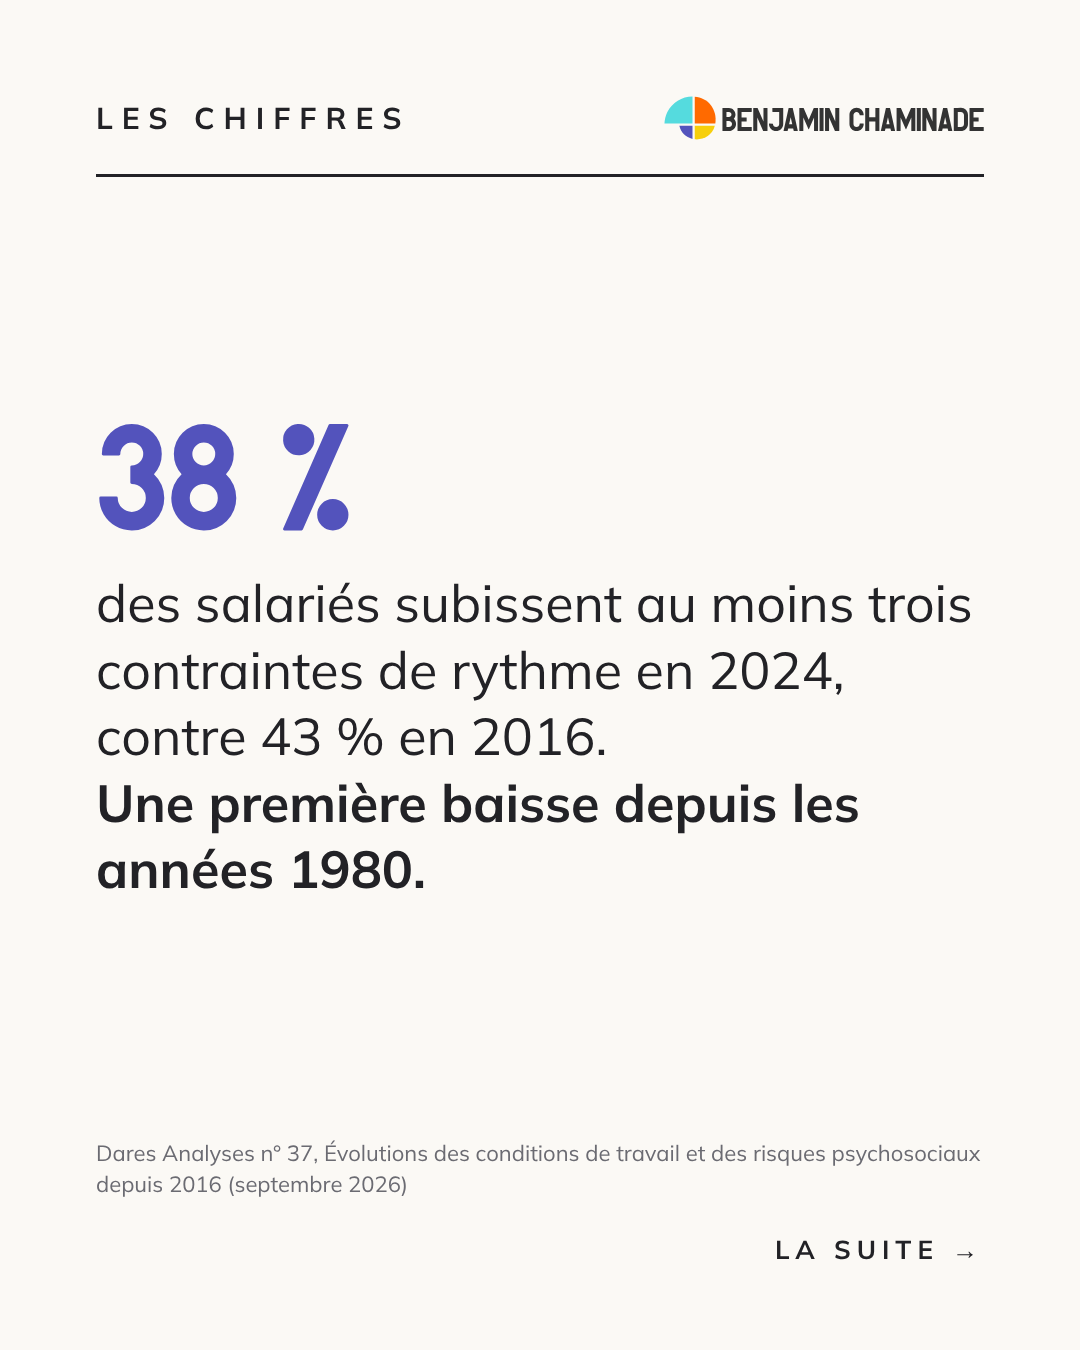 LES CHIFFRES
BENJAMIN CHAMINADE
38 %
des salariés subissent au moins trois
contraintes de rythme en 2024,
contre 43 % en 2016.
Une première baisse depuis les
années 1980.
Dares Analyses n° 37, Évolutions des conditions de travail et des risques psychosociaux
depuis 2016 (septembre 2026)
LA SUITE →